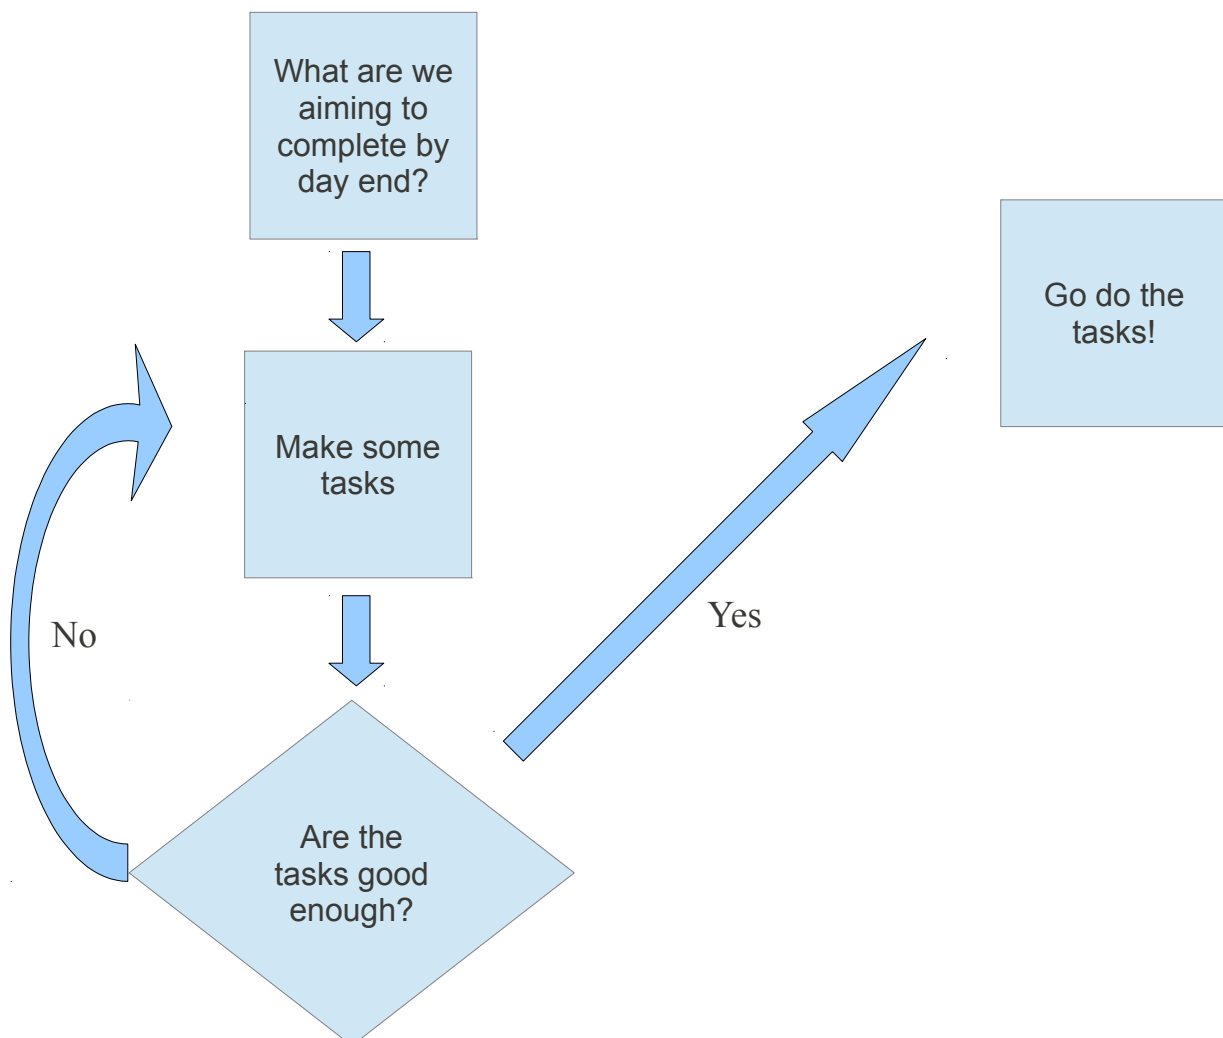 What are we
aiming to
complete by
day end?
Go do the
tasks!
Make some
tasks
No
Yes
Are the
tasks good
enough?